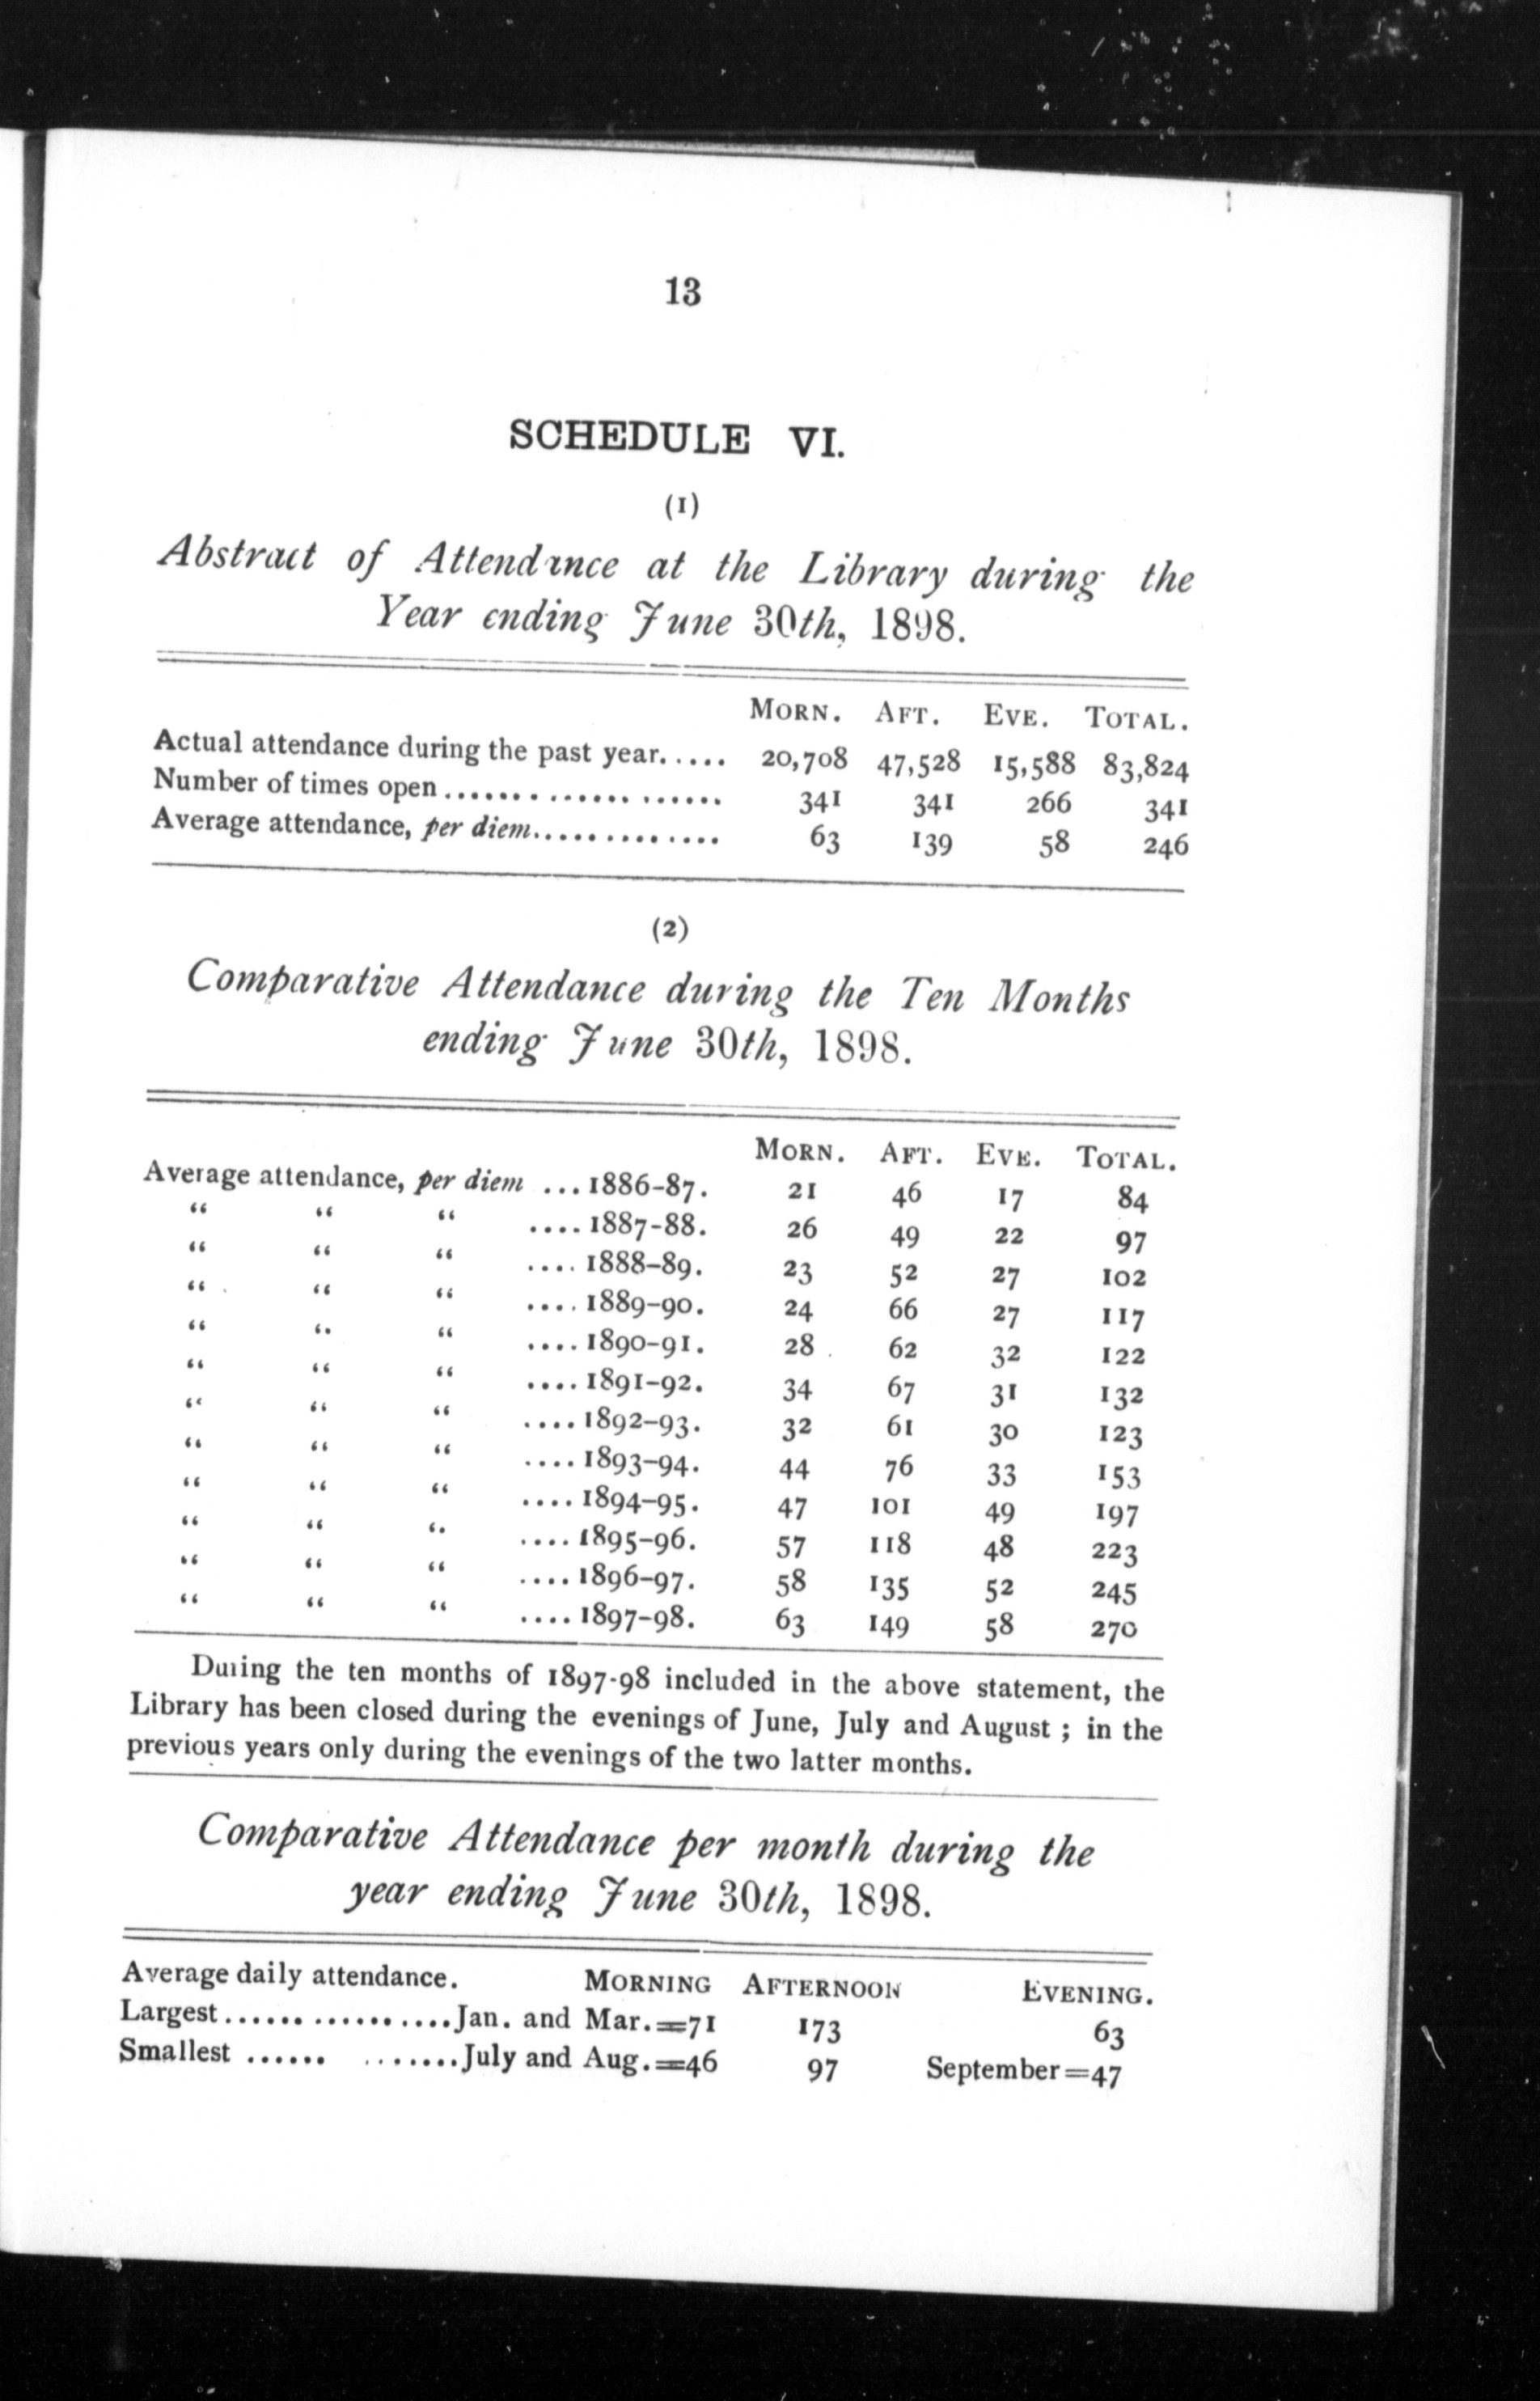 13
SCHEDULE VI.
(1)
Abstract of Attendance at the Library during the
Year ending June 30th, 1898.
MORN. AFT. EVE. TOTAL.
Actual attendance during the past year..... 20,708 47,528 15,588 83,824
Number of times open .................... 341 341 266 341
Average attendance, per diem.............. 63 139 58 246
(2)
Comparative Attendance during the Ten Months
ending June 30th, 1898.
MORN. AFT. EVE. TOTAL.
Average attendance, per diem ...1886-87. 21 46 17 84
“ “ “ ....1887-88. 26 49 22 97
“ “ “ ....1888-89. 23 52 27 102
“ “ “ ....1889-90. 24 66 27 117
“ “ “ ....1890-91. 28 62 32 122
“ “ “ ....1891-92. 34 67 31 132
“ “ “ ....1892-93. 32 61 30 123
“ “ “ ....1893-94. 44 76 33 153
“ “ “ ....1894-95. 47 101 49 197
“ “ “ ....1895-96. 57 118 48 223
“ “ “ ....1896-97. 58 135 52 245
“ “ “ ....1897-98. 63 149 58 270
During the ten months of 1897-98 included in the above statement, the
Library has been closed during the evenings of June, July and August ; in the
previous years only during the evenings of the two latter months.
Comparative Attendance per month during the
year ending June 30th, 1898.
Average daily attendance. MORNING AFTERNOON EVENING.
Largest..................Jan. and Mar.=71 173 63
Smallest ...... ........July and Aug.=46 97 September=47